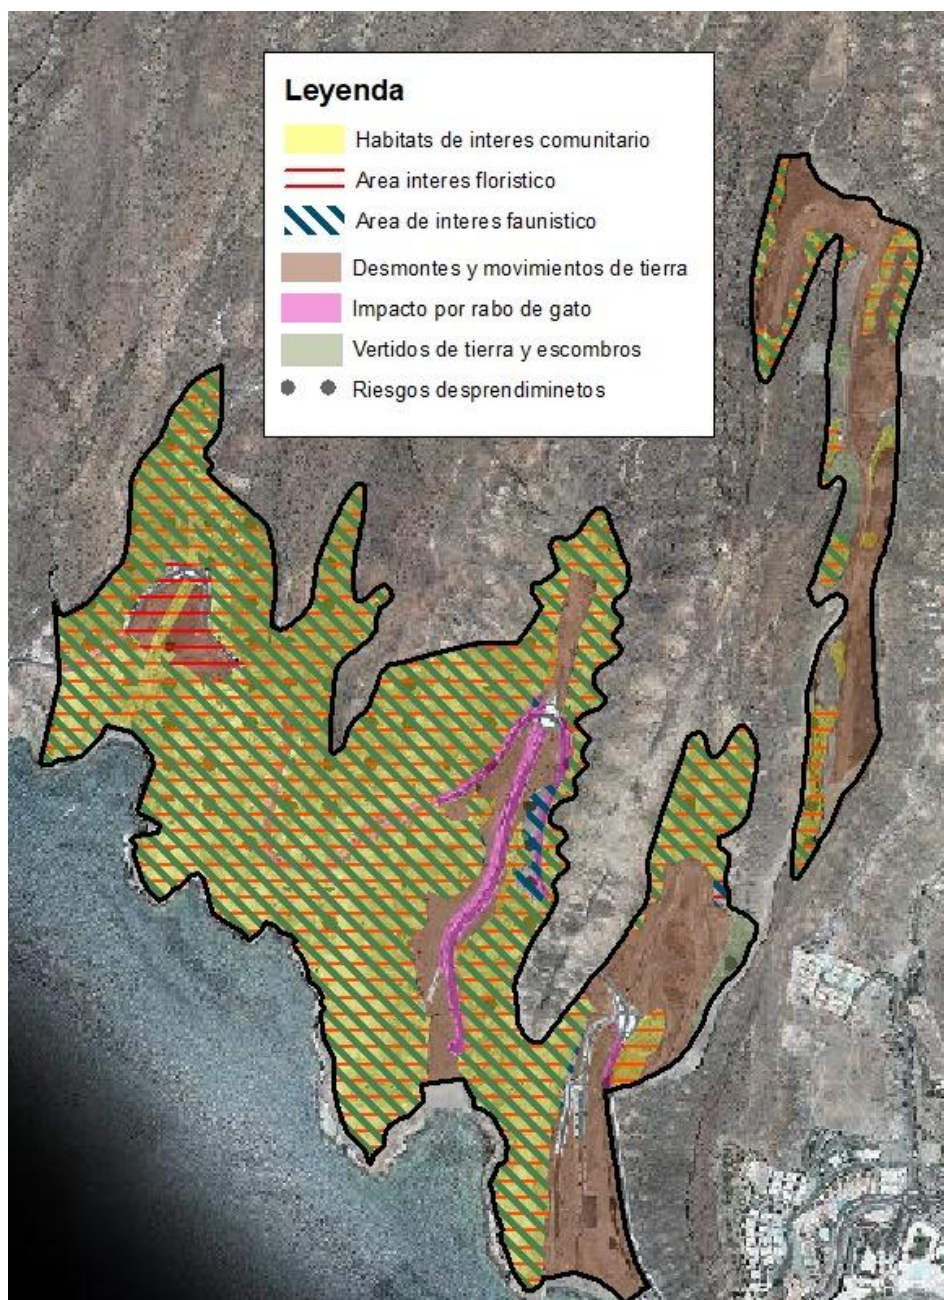 Leyenda
Habitats de interes comunitario
Area interes floristico
Area de interes faunistico
Desmontes y movimientos de tierra
Impacto por rabo de gato
Vertidos de tierra y escombros
Riesgos desprendiminetos